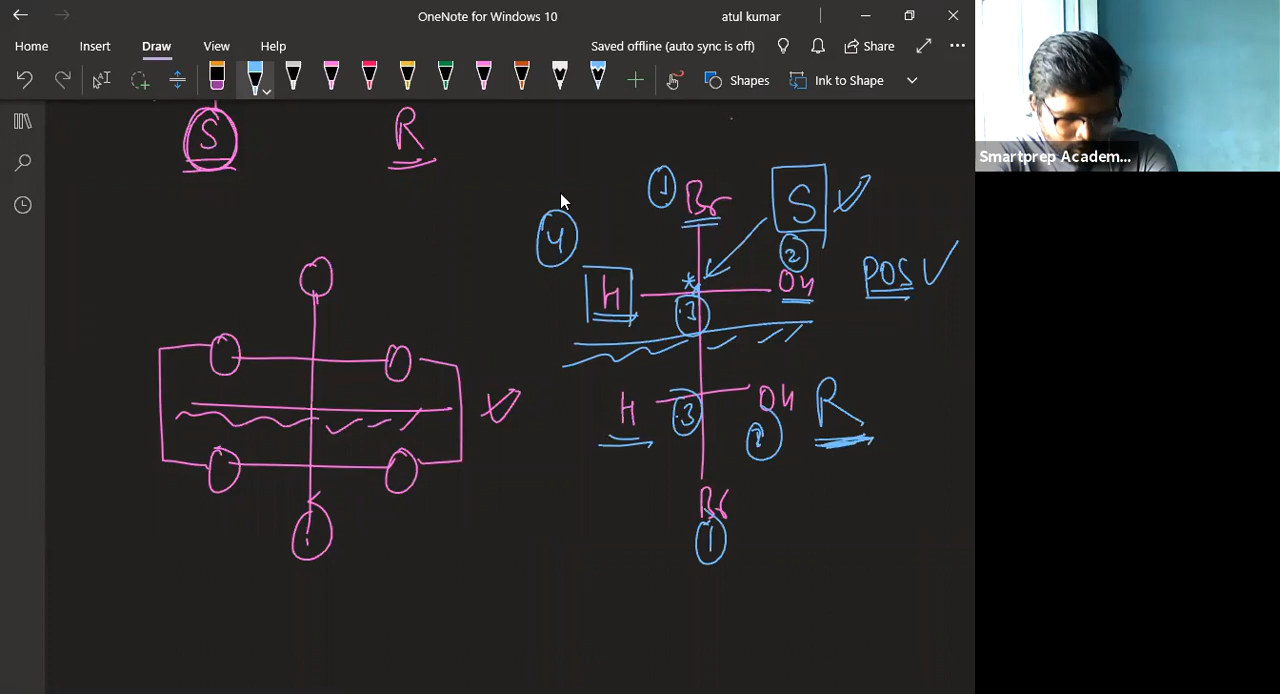 OneNote for Windows 10
atul kumar
Home
Insert
Draw
View
Help
Saved offline (auto sync is off)
Share
Shapes
Ink to Shape
Smartprep Academ...
S
R
1
Br
S
4
2
H
*
OH
POS
3
H
3
OH
R
2
Br
1